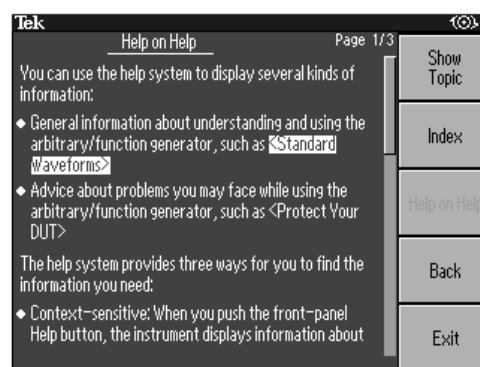 Tek
Help on Help
Page 1/3
You can use the help system to display several kinds of
information:
◆ General information about understanding and using the
arbitrary/function generator, such as <Standard
Waveforms>
◆ Advice about problems you may face while using the
arbitrary/function generator, such as <Protect Your
DUT>
The help system provides three ways for you to find the
information you need:
◆ Context-sensitive: When you push the front-panel
Help button, the instrument displays information about
Show
Topic
Index
Help on Help
Back
Exit